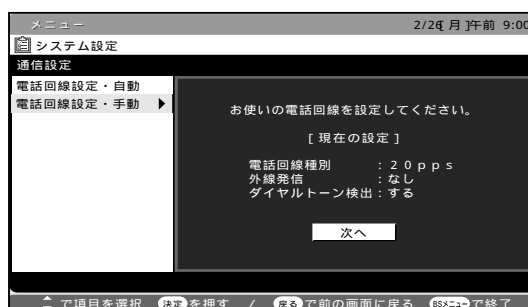 メニュー 2/26[月]午前 9:00
システム設定
通信設定
電話回線設定・自動
電話回線設定・手動
お使いの電話回線を設定してください。
[現在の設定]
電話回線種別 :20pps
外線発信 :なし
ダイヤルトーン検出:する
次へ
で項目を選択 決定を押す / 戻るで前の画面に戻る BSメニューで終了